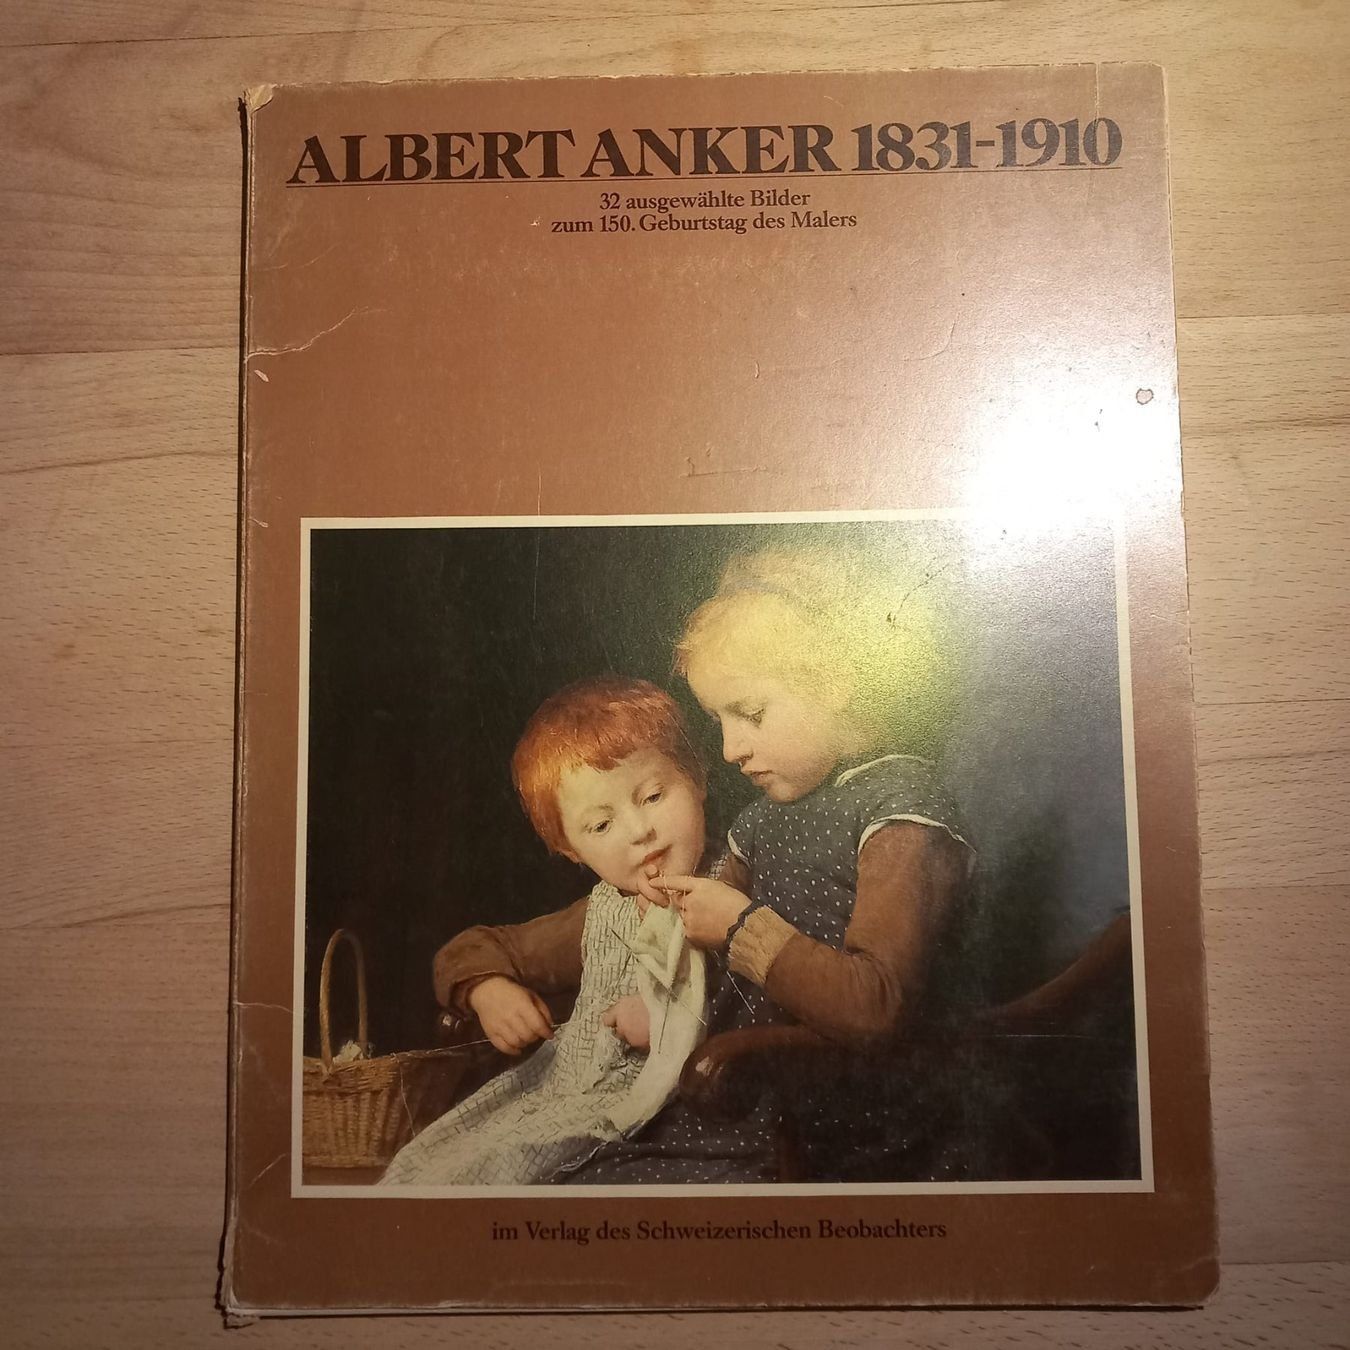 ALBERT ANKER 1831-1910
32 ausgewählte Bilder
zum 150. Geburtstag des Malers
im Verlag des Schweizerischen Beobachters